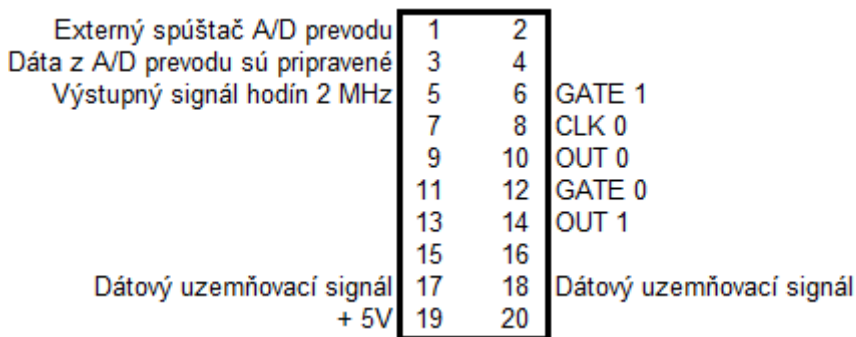 Externý spúštač A/D prevodu 1 2
Dáta z A/D prevodu sú pripravené 3 4
Výstupný signál hodín 2 MHz 5 6 GATE 1
7 8 CLK 0
9 10 OUT 0
11 12 GATE 0
13 14 OUT 1
15 16
Dátový uzemňovací signál 17 18 Dátový uzemňovací signál
+ 5V 19 20